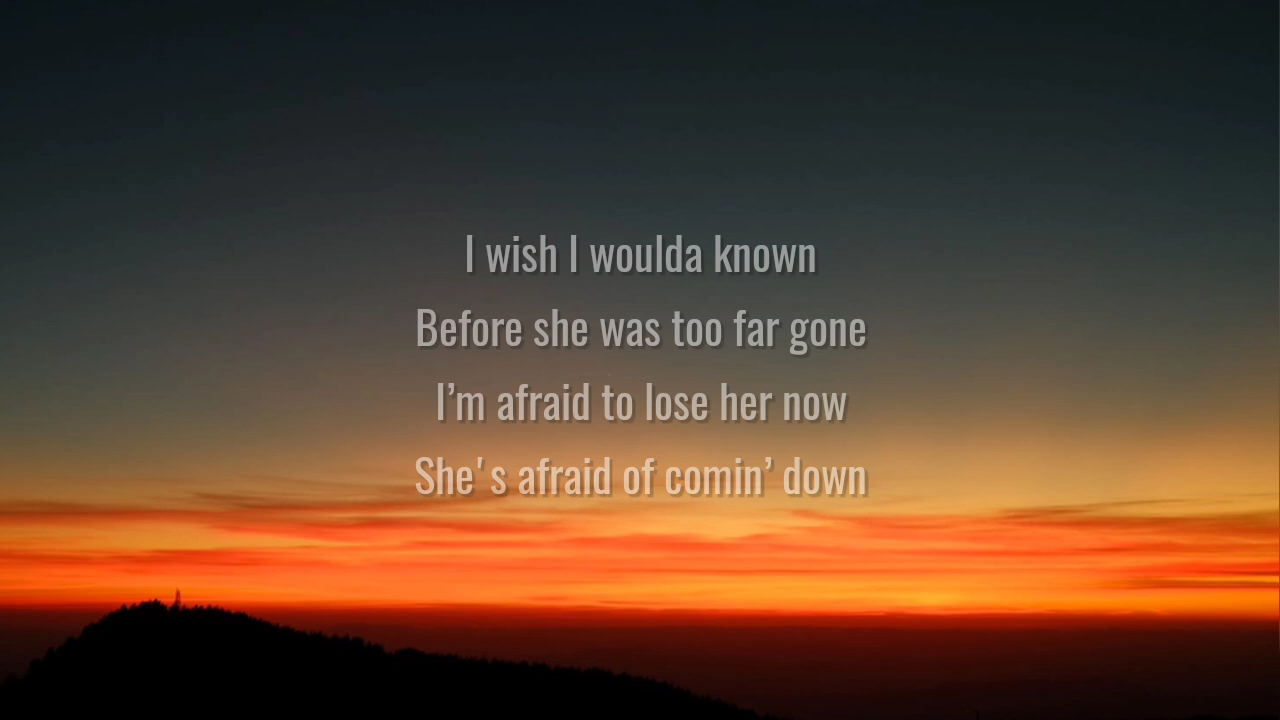 I wish I woulda known
Before she was too far gone
I’m afraid to lose her now
She's afraid of comin’ down